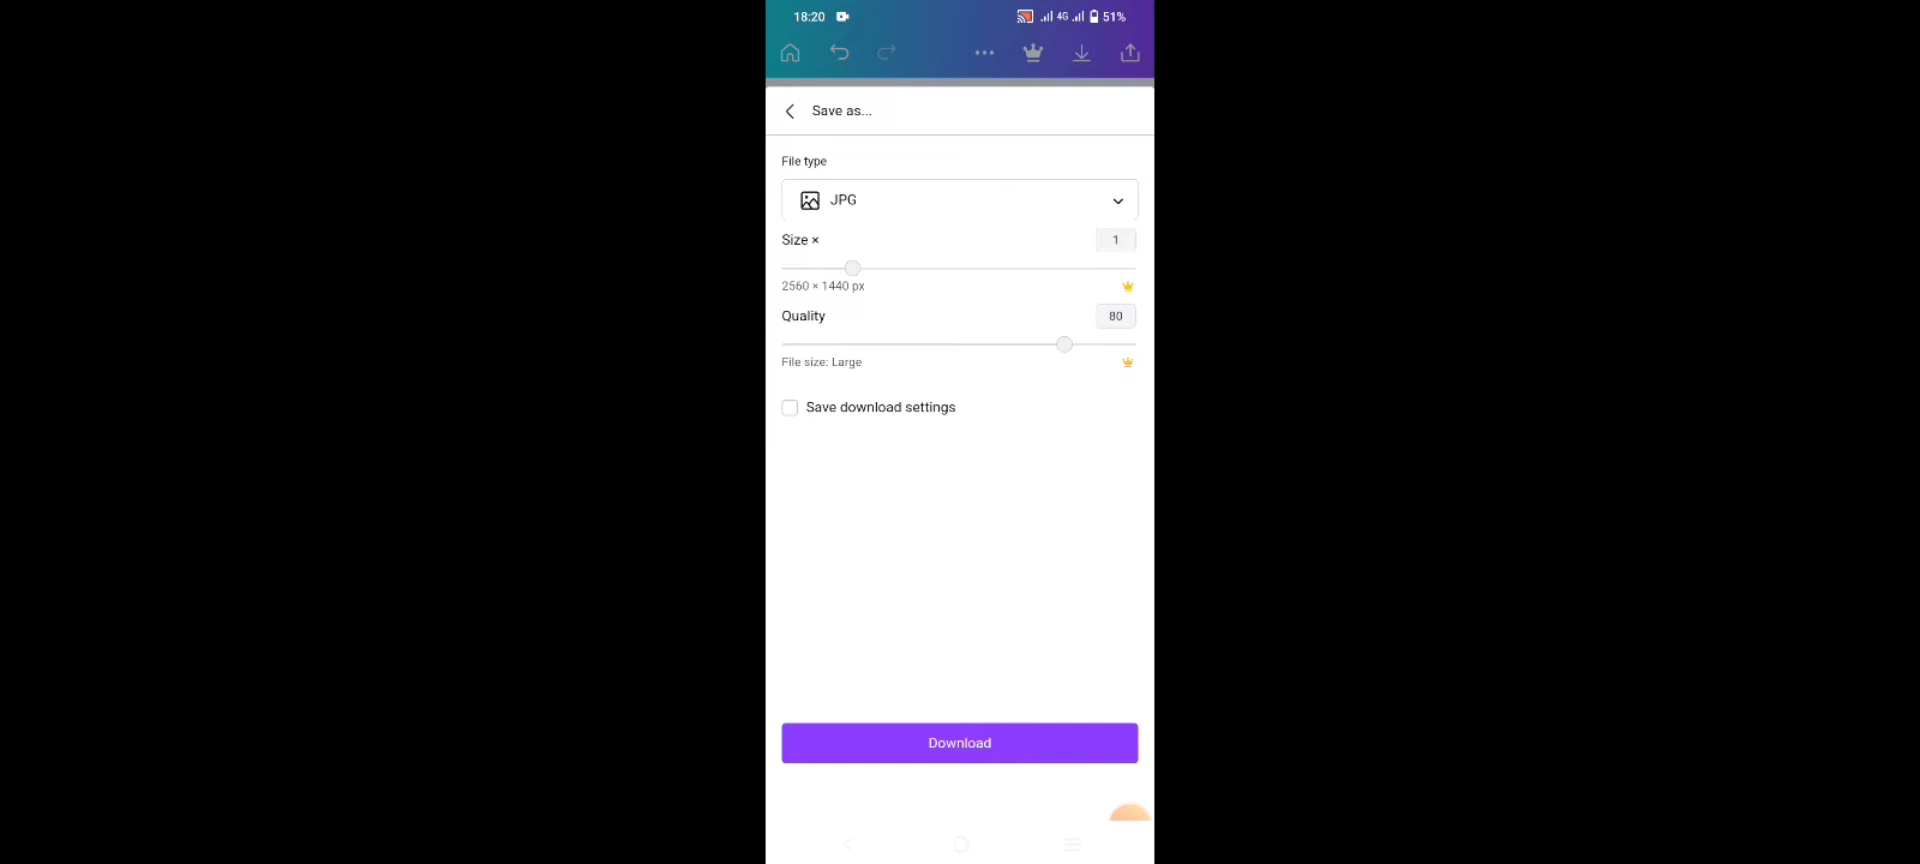 18:20 4G 51%
Save as...
File type
JPG
Size × 1
2560 × 1440 px
Quality 80
File size: Large
Save download settings
Download